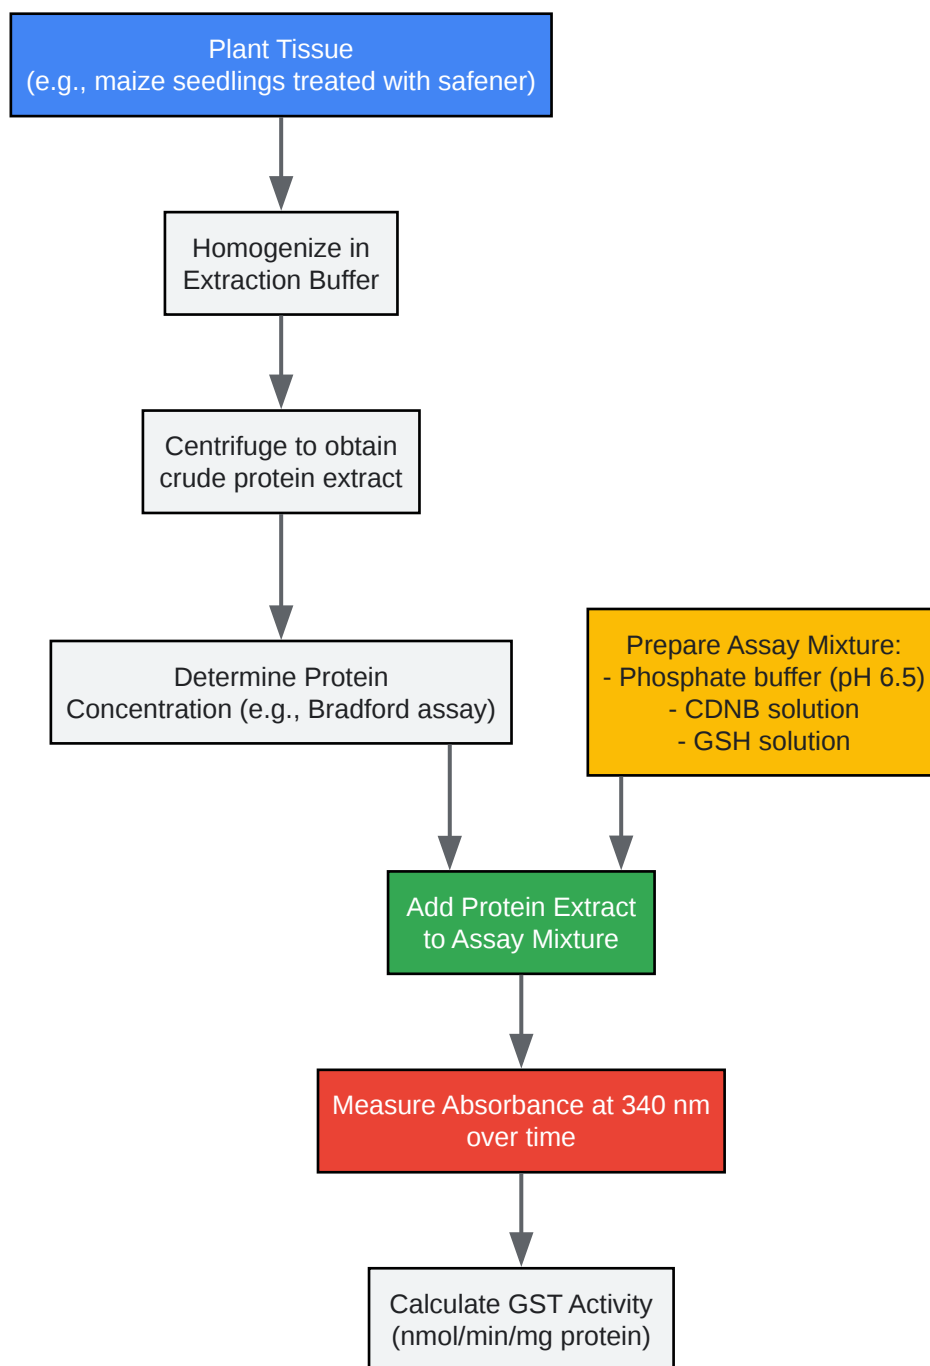 Plant Tissue
(e.g., maize seedlings treated with safener)
Homogenize in
Extraction Buffer
Centrifuge to obtain
crude protein extract
Determine Protein
Concentration (e.g., Bradford assay)
Prepare Assay Mixture:
- Phosphate buffer (pH 6.5)
- CDNB solution
- GSH solution
Add Protein Extract
to Assay Mixture
Measure Absorbance at 340 nm
over time
Calculate GST Activity
(nmol/min/mg protein)